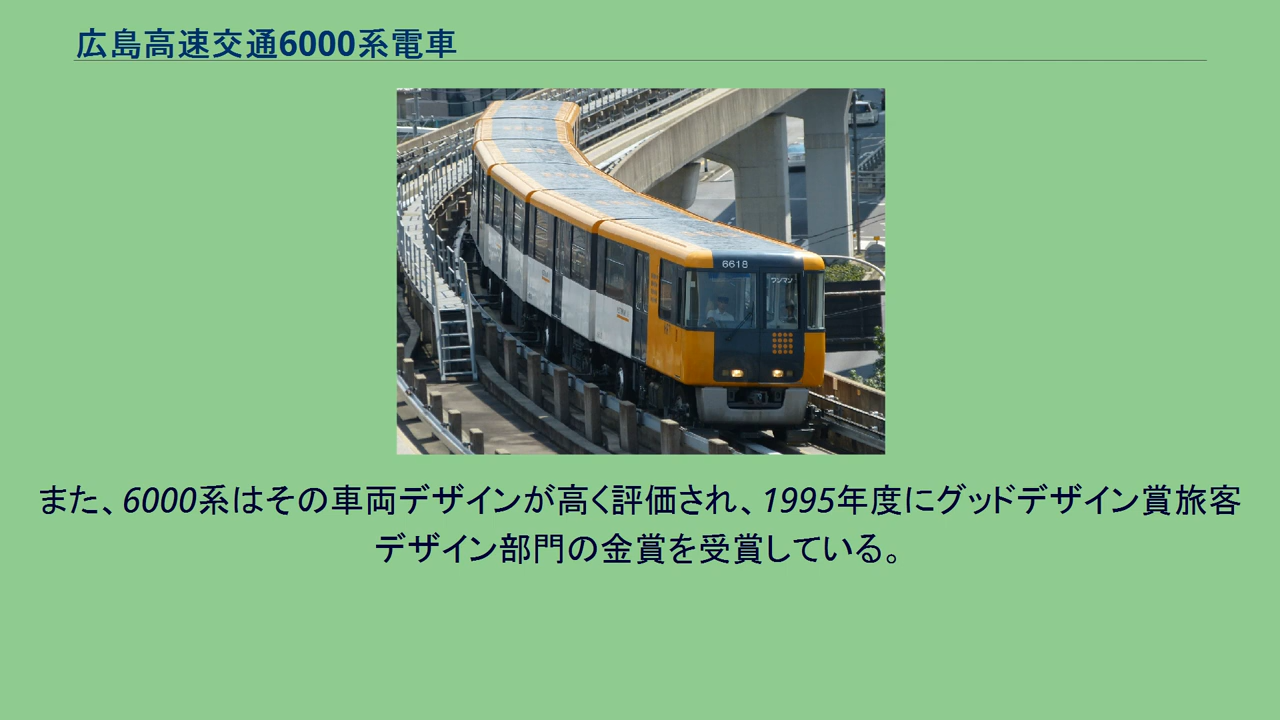 広島高速交通6000系電車
6618
ワンマン
また、6000系はその車両デザインが高く評価され、1995年度にグッドデザイン賞旅客
デザイン部門の金賞を受賞している。